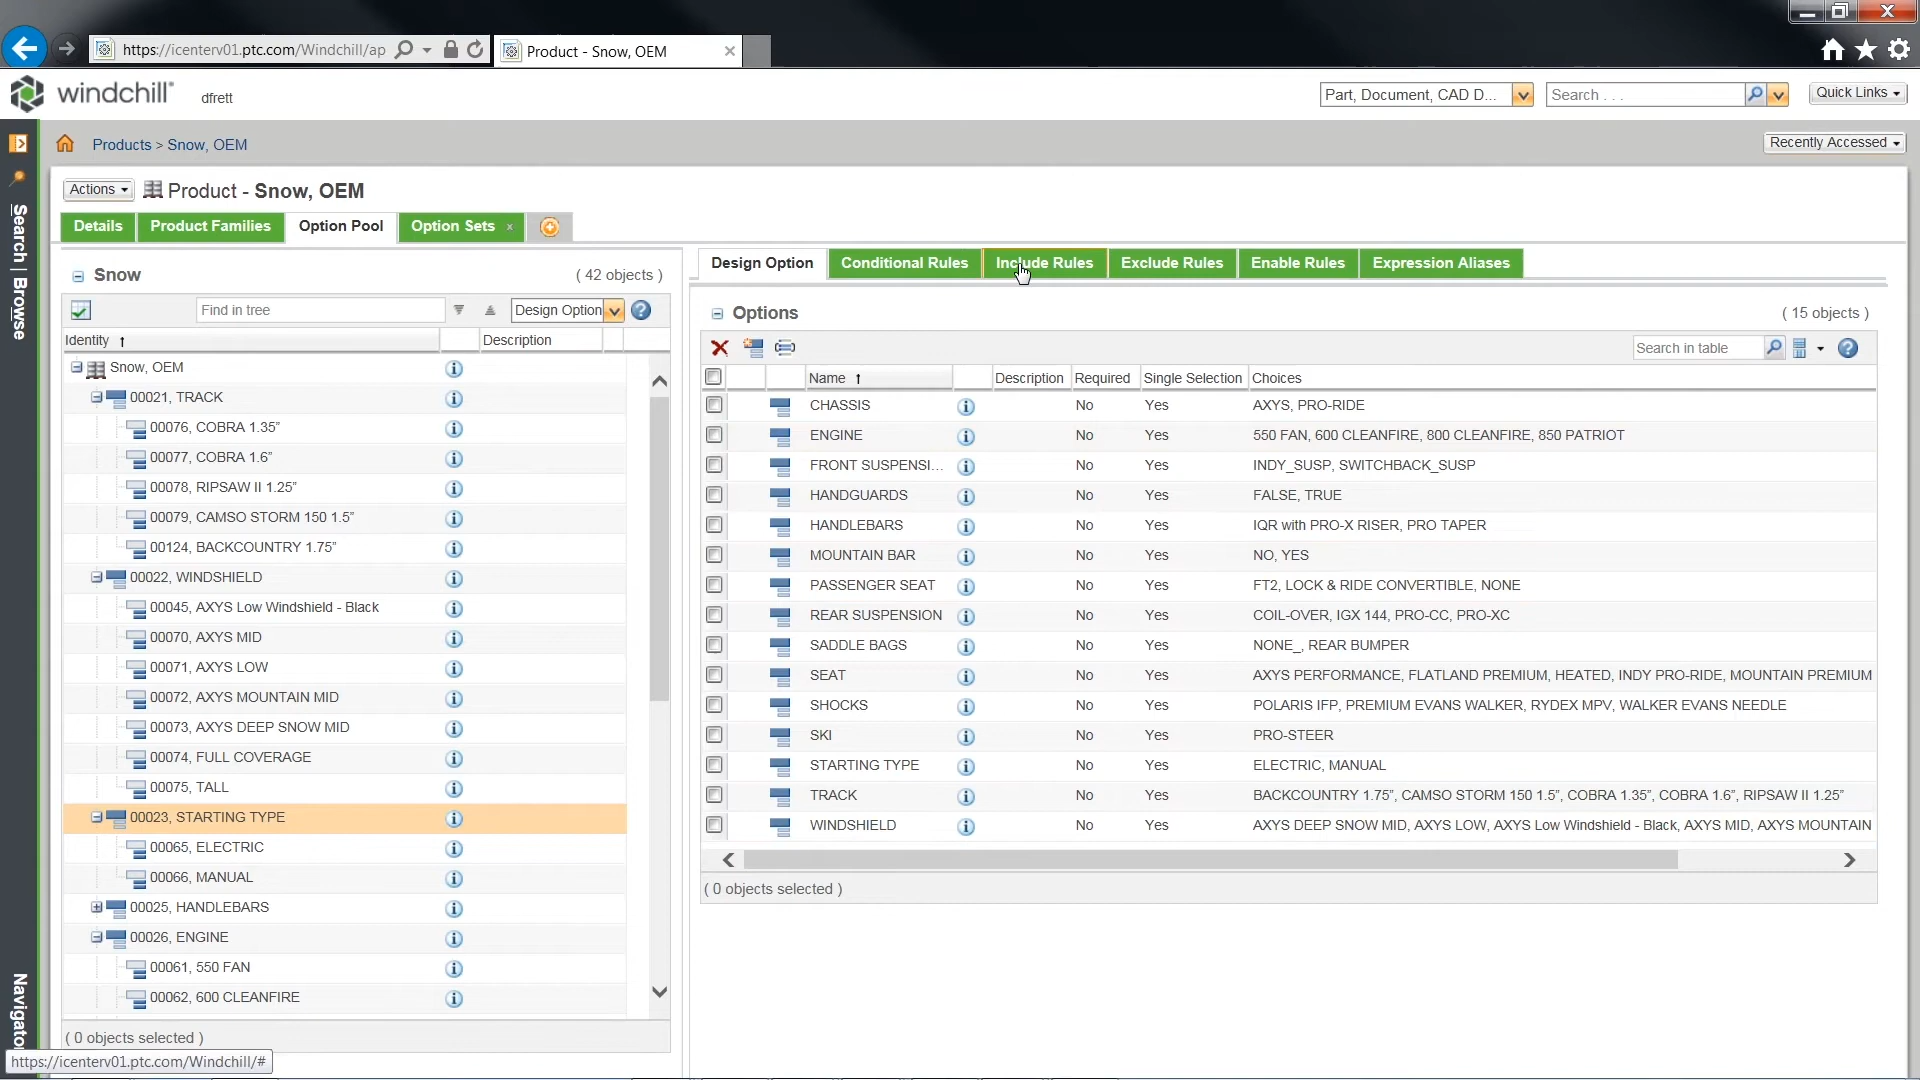 https://icenterv01.ptc.com/Windchill/ap
Product - Snow, OEM
windchill®
dfrett
Part, Document, CAD D...
Search . . .
Quick Links
Products > Snow, OEM
Recently Accessed
Search | Browse
Navigato
Actions
Product - Snow, OEM
Details
Product Families
Option Pool
Option Sets
Snow
( 42 objects )
Find in tree
Design Option
Identity
Description
Snow, OEM
00021, TRACK
00076, COBRA 1.35”
00077, COBRA 1.6”
00078, RIPSAW II 1.25”
00079, CAMSO STORM 150 1.5”
00124, BACKCOUNTRY 1.75”
00022, WINDSHIELD
00045, AXYS Low Windshield - Black
00070, AXYS MID
00071, AXYS LOW
00072, AXYS MOUNTAIN MID
00073, AXYS DEEP SNOW MID
00074, FULL COVERAGE
00075, TALL
00023, STARTING TYPE
00065, ELECTRIC
00066, MANUAL
00025, HANDLEBARS
00026, ENGINE
00061, 550 FAN
00062, 600 CLEANFIRE
( 0 objects selected )
https://icenterv01.ptc.com/Windchill/#
Design Option
Conditional Rules
Include Rules
Exclude Rules
Enable Rules
Expression Aliases
Options
( 15 objects )
Search in table
Name Description Required Single Selection Choices
CHASSIS No Yes AXYS, PRO-RIDE
ENGINE No Yes 550 FAN, 600 CLEANFIRE, 800 CLEANFIRE, 850 PATRIOT
FRONT SUSPENSI... No Yes INDY_SUSP, SWITCHBACK_SUSP
HANDGUARDS No Yes FALSE, TRUE
HANDLEBARS No Yes IQR with PRO-X RISER, PRO TAPER
MOUNTAIN BAR No Yes NO, YES
PASSENGER SEAT No Yes FT2, LOCK & RIDE CONVERTIBLE, NONE
REAR SUSPENSION No Yes COIL-OVER, IGX 144, PRO-CC, PRO-XC
SADDLE BAGS No Yes NONE_, REAR BUMPER
SEAT No Yes AXYS PERFORMANCE, FLATLAND PREMIUM, HEATED, INDY PRO-RIDE, MOUNTAIN PREMIUM
SHOCKS No Yes POLARIS IFP, PREMIUM EVANS WALKER, RYDEX MPV, WALKER EVANS NEEDLE
SKI No Yes PRO-STEER
STARTING TYPE No Yes ELECTRIC, MANUAL
TRACK No Yes BACKCOUNTRY 1.75”, CAMSO STORM 150 1.5”, COBRA 1.35”, COBRA 1.6”, RIPSAW II 1.25”
WINDSHIELD No Yes AXYS DEEP SNOW MID, AXYS LOW, AXYS Low Windshield - Black, AXYS MID, AXYS MOUNTAIN
( 0 objects selected )